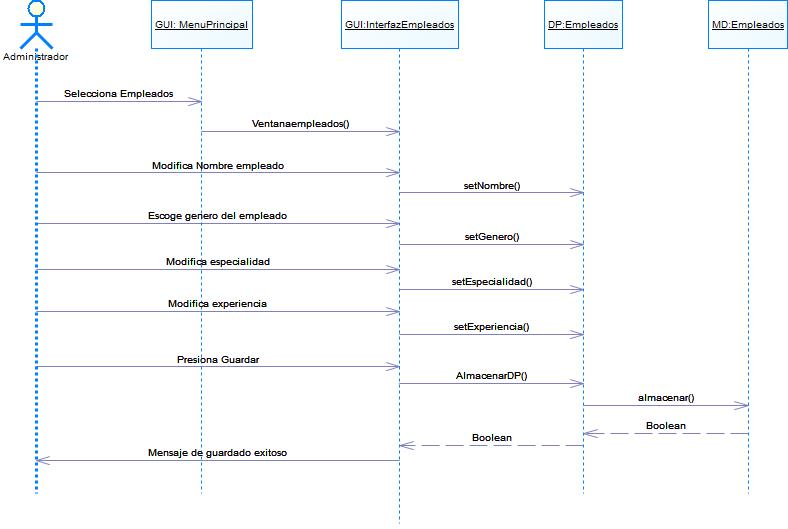 GUI: MenuPrincipal
GUI:InterfazEmpleados
DP:Empleados
MD:Empleados
Administrador
Selecciona Empleados
Ventanaempleados()
Modifica Nombre empleado
setNombre()
Escoge genero del empleado
setGenero()
Modifica especialidad
setEspecialidad()
Modifica experiencia
setExperiencia()
Presiona Guardar
AlmacenarDP()
almacenar()
Boolean
Boolean
Mensaje de guardado exitoso